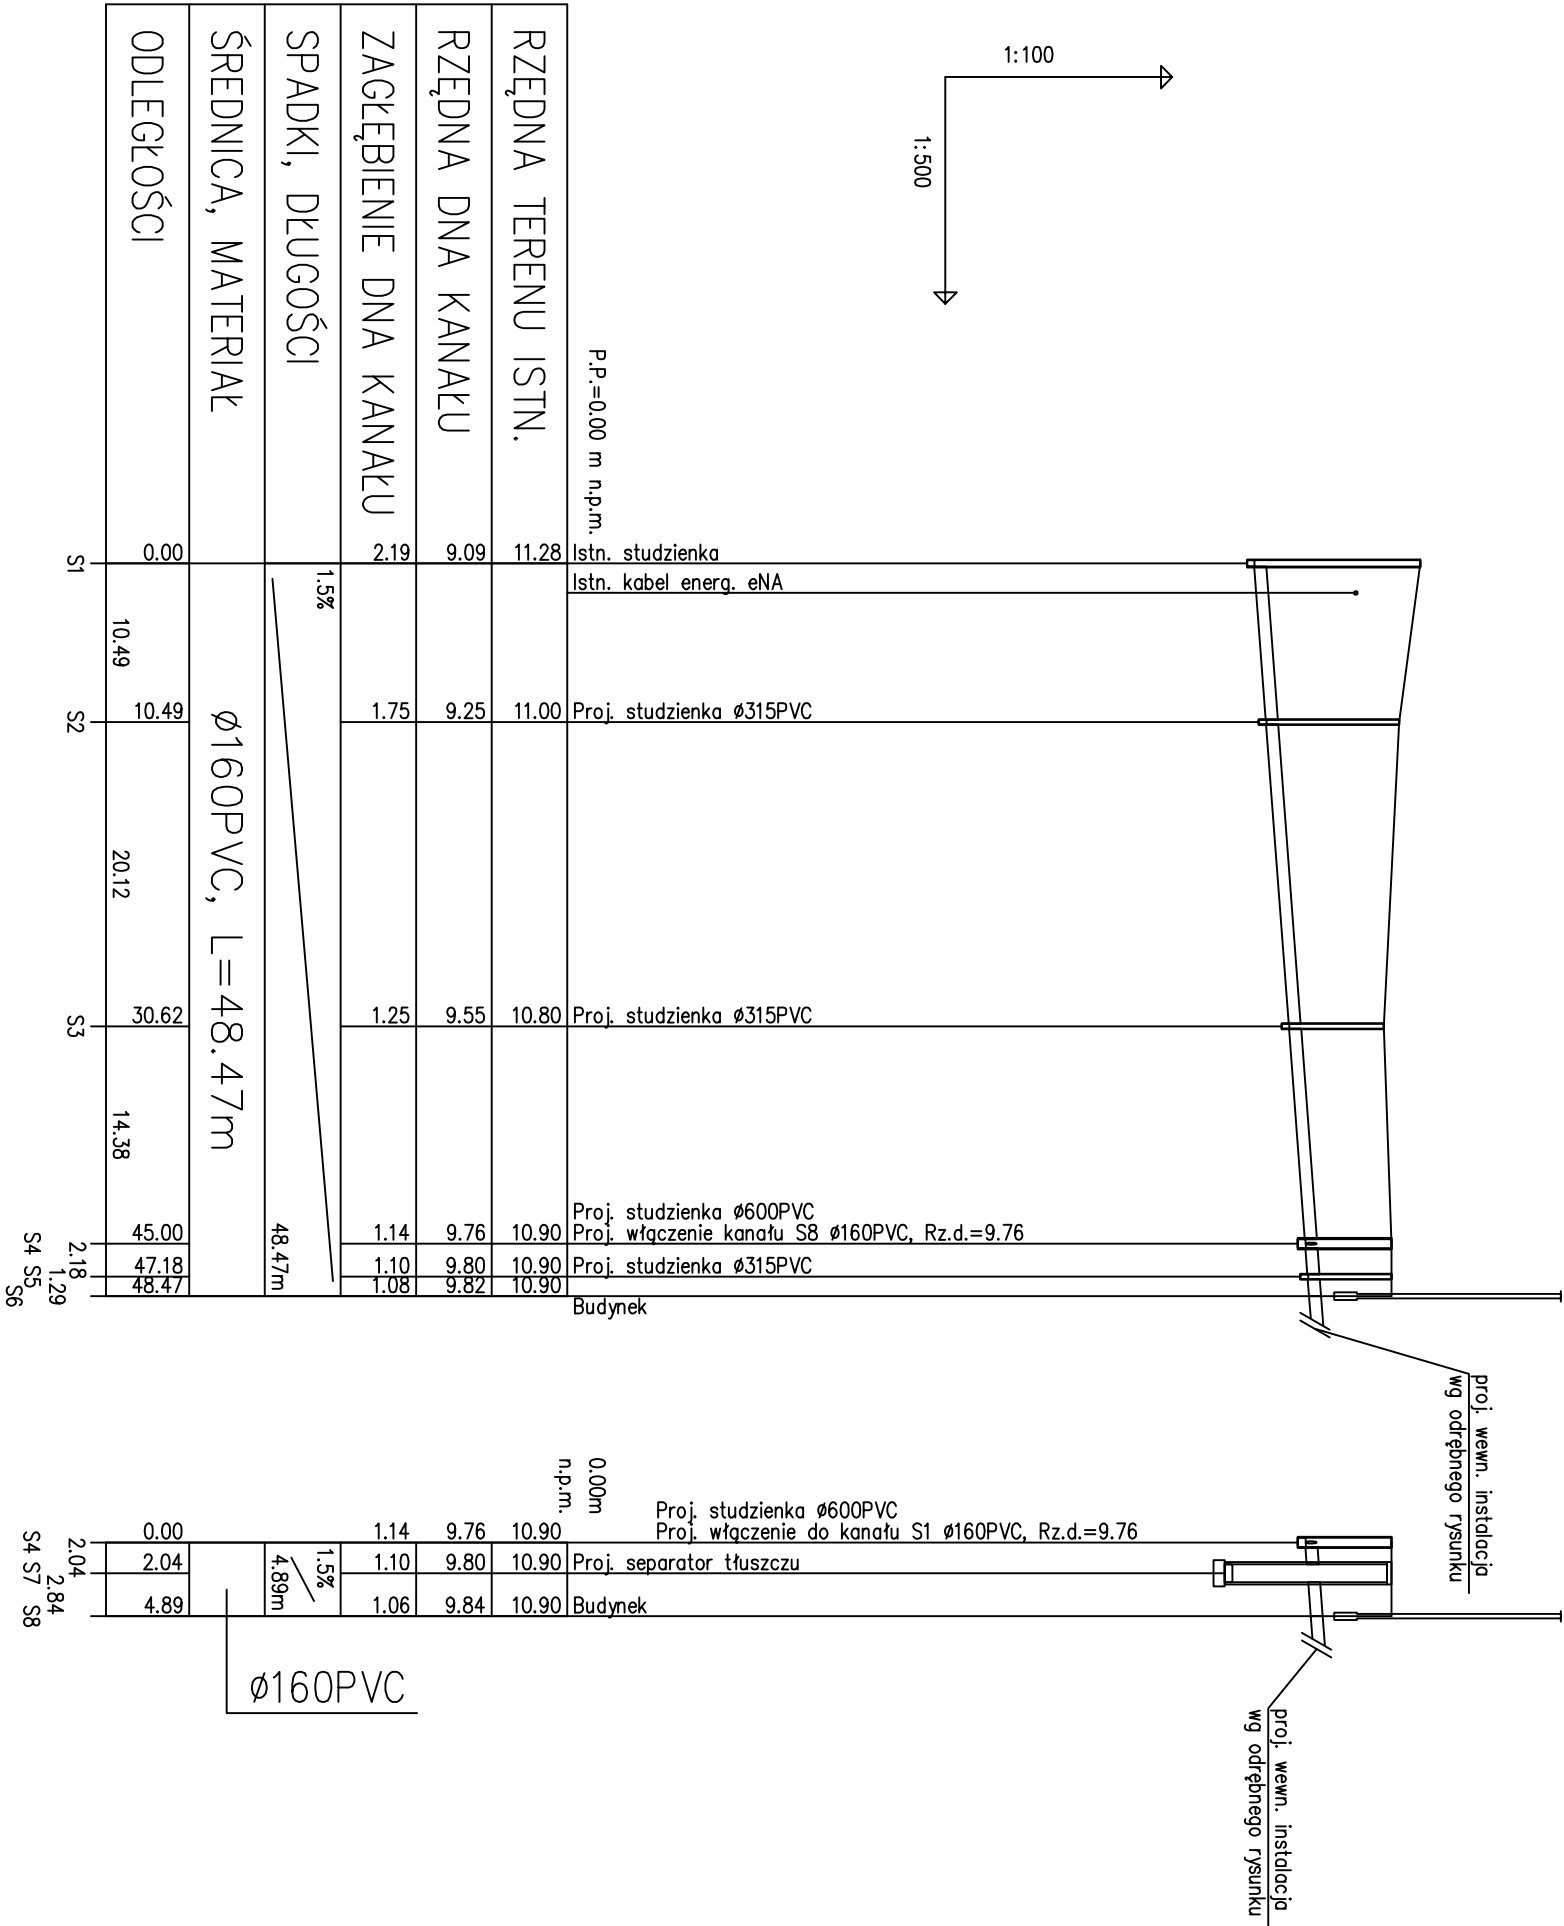 1:100
1:500
P.P.=0.00 m n.p.m.
RZĘDNA TERENU ISTN.
RZĘDNA DNA KANAŁU
ZAGŁĘBIENIE DNA KANAŁU
SPADKI, DŁUGOŚCI
ŚREDNICA, MATERIAŁ
ODLEGŁOŚCI
Istn. studzienka
11.28
9.09
2.19
0.00
S1
Istn. kabel energ. eNA
1.5%
10.49
Proj. studzienka ø315PVC
11.00
9.25
1.75
10.49
S2
ø160PVC, L=48.47m
20.12
Proj. studzienka ø315PVC
10.80
9.55
1.25
30.62
S3
14.38
Proj. studzienka ø600PVC
Proj. włączenie kanału S8 ø160PVC, Rz.d.=9.76
10.90
9.76
1.14
45.00
S4
48.47m
2.18
Proj. studzienka ø315PVC
10.90
9.80
1.10
47.18
S5
1.29
Budynek
10.90
9.82
1.08
48.47
S6
proj. wewn. instalacja
wg odrębnego rysunku
0.00m
n.p.m.
Proj. studzienka ø600PVC
Proj. włączenie do kanału S1 ø160PVC, Rz.d.=9.76
10.90
9.76
1.14
0.00
S4
1.5%
4.89m
2.04
Proj. separator tłuszczu
10.90
9.80
1.10
2.04
S7
2.84
Budynek
10.90
9.84
1.06
4.89
S8
ø160PVC
proj. wewn. instalacja
wg odrębnego rysunku